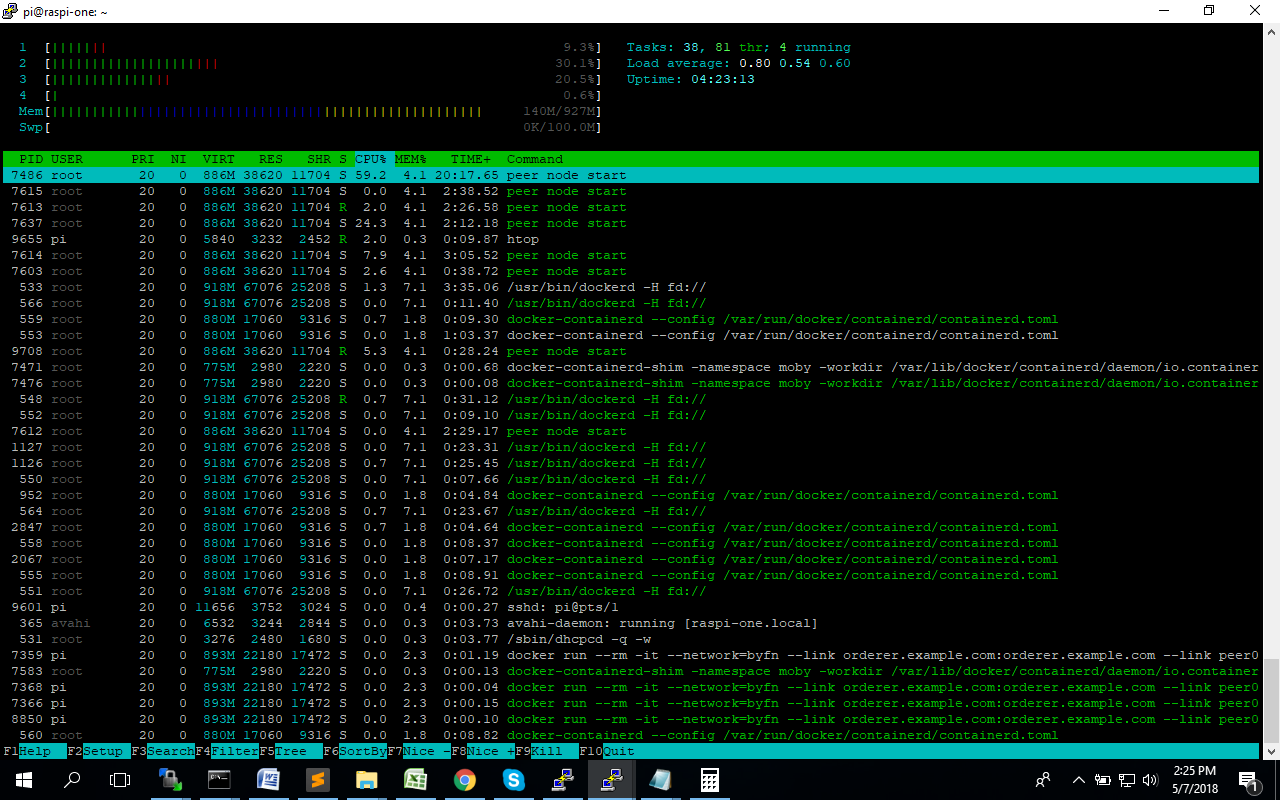 pi@raspi-one: ~
1 [||||||| 9.3%] Tasks: 38, 81 thr; 4 running
2 [||||||||||||||||||||| 30.1%] Load average: 0.80 0.54 0.60
3 [||||||||||||||| 20.5%] Uptime: 04:23:13
4 [| 0.6%]
Mem[||||||||||||||||||||||||||||||||||||||||||||||||||||||| 140M/927M]
Swp[ 0K/100.0M]
PID USER PRI NI VIRT RES SHR S CPU% MEM% TIME+ Command
7486 root 20 0 886M 38620 11704 S 59.2 4.1 20:17.65 peer node start
7615 root 20 0 886M 38620 11704 S 0.0 4.1 2:38.52 peer node start
7613 root 20 0 886M 38620 11704 R 2.0 4.1 2:26.58 peer node start
7637 root 20 0 886M 38620 11704 S 24.3 4.1 2:12.18 peer node start
9655 pi 20 0 5840 3232 2452 R 2.0 0.3 0:09.87 htop
7614 root 20 0 886M 38620 11704 S 7.9 4.1 3:05.52 peer node start
7603 root 20 0 886M 38620 11704 S 2.6 4.1 0:38.72 peer node start
533 root 20 0 918M 67076 25208 S 1.3 7.1 3:35.06 /usr/bin/dockerd -H fd://
566 root 20 0 918M 67076 25208 S 0.0 7.1 0:11.40 /usr/bin/dockerd -H fd://
559 root 20 0 880M 17060 9316 S 0.7 1.8 0:09.30 docker-containerd --config /var/run/docker/containerd/containerd.toml
553 root 20 0 880M 17060 9316 S 0.0 1.8 1:03.37 docker-containerd --config /var/run/docker/containerd/containerd.toml
9708 root 20 0 886M 38620 11704 R 5.3 4.1 0:28.24 peer node start
7471 root 20 0 775M 2980 2220 S 0.0 0.3 0:00.68 docker-containerd-shim -namespace moby -workdir /var/lib/docker/containerd/daemon/io.container
7476 root 20 0 775M 2980 2220 S 0.0 0.3 0:00.08 docker-containerd-shim -namespace moby -workdir /var/lib/docker/containerd/daemon/io.container
548 root 20 0 918M 67076 25208 R 0.7 7.1 0:31.12 /usr/bin/dockerd -H fd://
552 root 20 0 918M 67076 25208 S 0.0 7.1 0:09.10 /usr/bin/dockerd -H fd://
7612 root 20 0 886M 38620 11704 S 0.0 4.1 2:29.17 peer node start
1127 root 20 0 918M 67076 25208 S 0.0 7.1 0:23.31 /usr/bin/dockerd -H fd://
1126 root 20 0 918M 67076 25208 S 0.7 7.1 0:25.45 /usr/bin/dockerd -H fd://
550 root 20 0 918M 67076 25208 S 0.0 7.1 0:07.66 /usr/bin/dockerd -H fd://
952 root 20 0 880M 17060 9316 S 0.0 1.8 0:04.84 docker-containerd --config /var/run/docker/containerd/containerd.toml
564 root 20 0 918M 67076 25208 S 0.7 7.1 0:23.67 /usr/bin/dockerd -H fd://
2847 root 20 0 880M 17060 9316 S 0.7 1.8 0:04.64 docker-containerd --config /var/run/docker/containerd/containerd.toml
558 root 20 0 880M 17060 9316 S 0.0 1.8 0:08.37 docker-containerd --config /var/run/docker/containerd/containerd.toml
2067 root 20 0 880M 17060 9316 S 0.0 1.8 0:07.17 docker-containerd --config /var/run/docker/containerd/containerd.toml
555 root 20 0 880M 17060 9316 S 0.0 1.8 0:08.91 docker-containerd --config /var/run/docker/containerd/containerd.toml
551 root 20 0 918M 67076 25208 S 0.0 7.1 0:26.72 /usr/bin/dockerd -H fd://
9601 pi 20 0 11656 3752 3024 S 0.0 0.4 0:00.27 sshd: pi@pts/1
365 avahi 20 0 6532 3244 2844 S 0.0 0.3 0:03.73 avahi-daemon: running [raspi-one.local]
531 root 20 0 3276 2480 1680 S 0.0 0.3 0:03.77 /sbin/dhcpcd -q -w
7359 pi 20 0 893M 22180 17472 S 0.0 2.3 0:01.19 docker run --rm -it --network=byfn --link orderer.example.com:orderer.example.com --link peer0
7583 root 20 0 775M 2980 2220 S 0.0 0.3 0:00.13 docker-containerd-shim -namespace moby -workdir /var/lib/docker/containerd/daemon/io.container
7368 pi 20 0 893M 22180 17472 S 0.0 2.3 0:00.04 docker run --rm -it --network=byfn --link orderer.example.com:orderer.example.com --link peer0
7366 pi 20 0 893M 22180 17472 S 0.0 2.3 0:00.15 docker run --rm -it --network=byfn --link orderer.example.com:orderer.example.com --link peer0
8850 pi 20 0 893M 22180 17472 S 0.0 2.3 0:00.10 docker run --rm -it --network=byfn --link orderer.example.com:orderer.example.com --link peer0
560 root 20 0 880M 17060 9316 S 0.0 1.8 0:08.82 docker-containerd --config /var/run/docker/containerd/containerd.toml
F1Help F2Setup F3SearchF4FilterF5Tree F6SortByF7Nice -F8Nice +F9Kill F10Quit
2:25 PM
5/7/2018
1